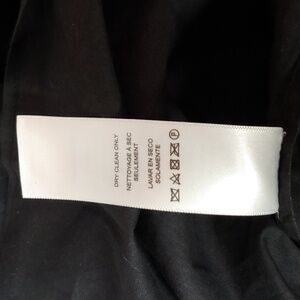 DRY CLEAN ONLY
NETTOYAGE À SEC
SEULEMENT
LAVAR EN SECO
SOLAMENTE